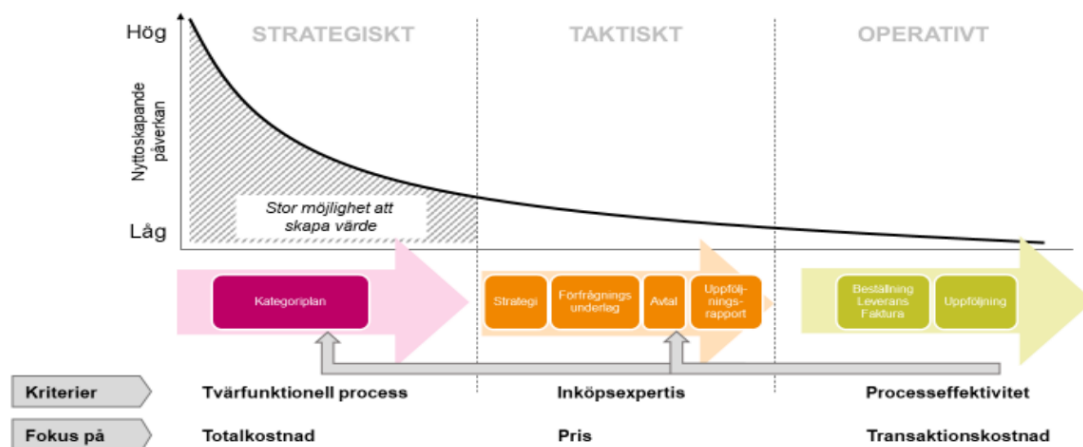 Hög
STRATEGISKT
TAKTISKT
OPERATIVT
Nyttoskapande
påverkan
Stor möjlighet att
skapa värde
Låg
Kategoriplan
Strategi
Förfrågnings
underlag
Avtal
Uppfölj-
nings-
rapport
Beställning
Leverans
Faktura
Uppföljning
Kriterier
Tvärfunktionell process
Inköpsexpertis
Processeffektivitet
Fokus på
Totalkostnad
Pris
Transaktionskostnad